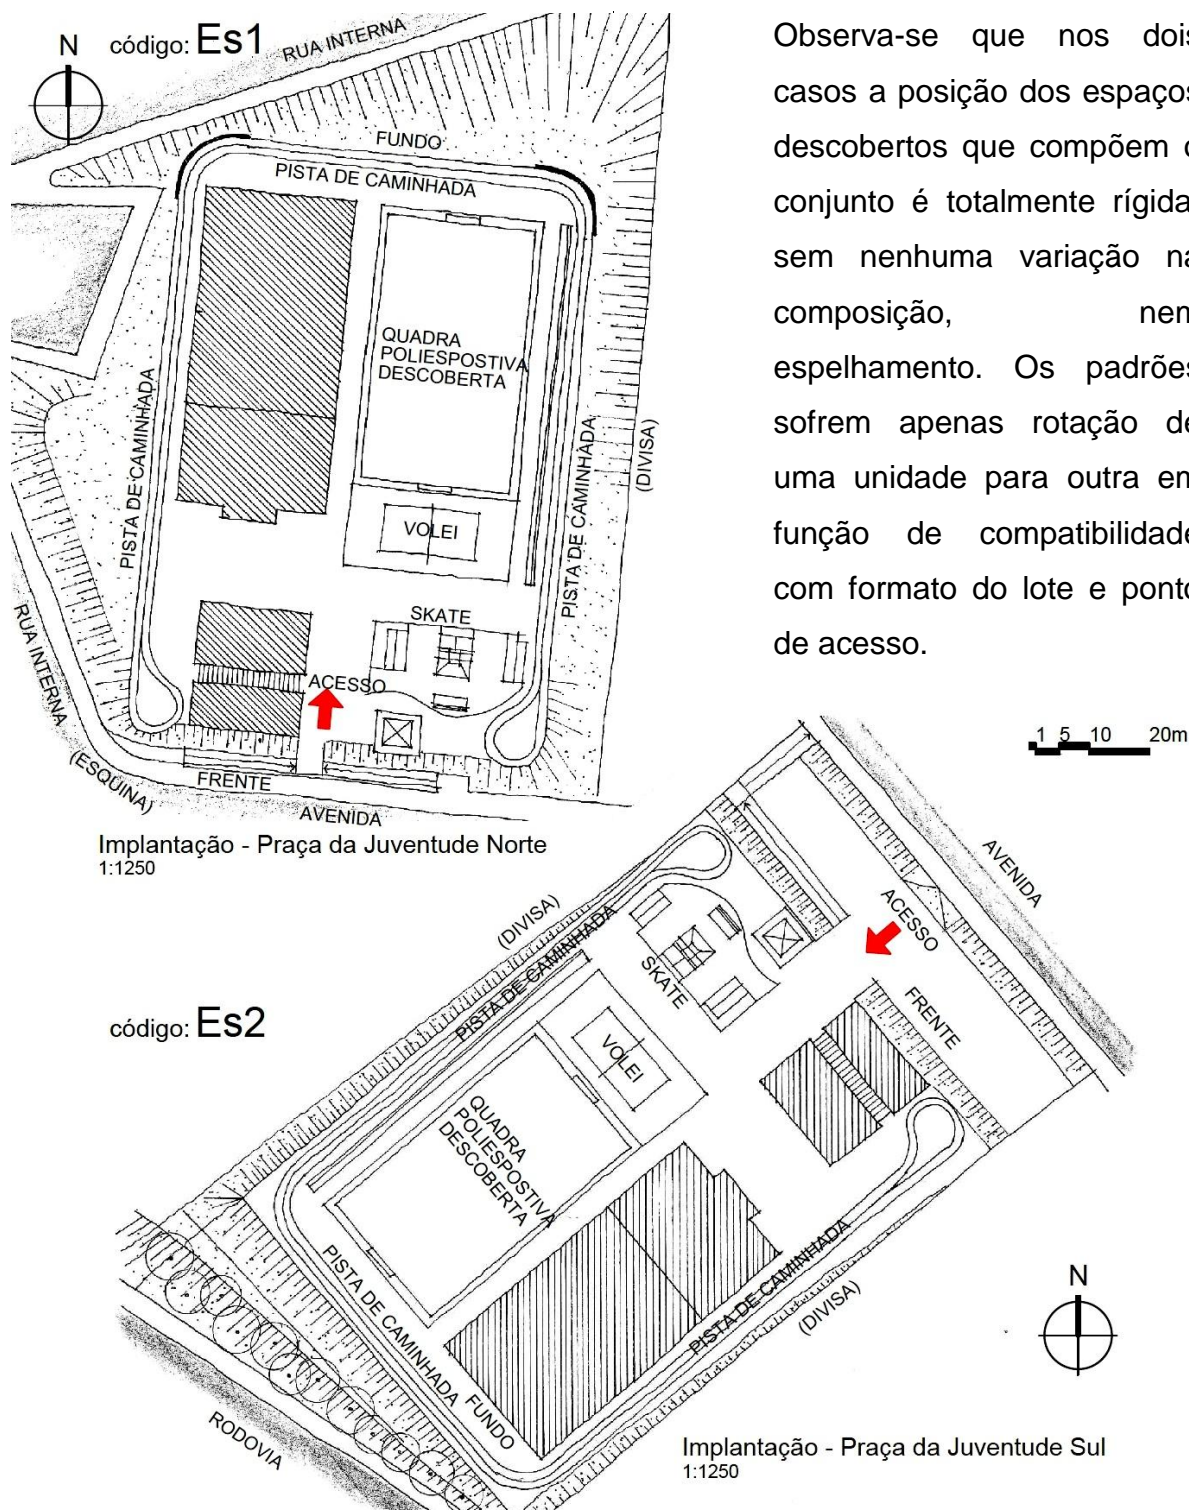 N
código: Es1
RUA INTERNA
FUNDO
PISTA DE CAMINHADA
QUADRA
POLIESPOSTIVA
DESCOBERTA
PISTA DE CAMINHADA
PISTA DE CAMINHADA
(DIVISA)
VOLEI
SKATE
RUA INTERNA
ACESSO
(ESQUINA)
FRENTE
AVENIDA
Implantação - Praça da Juventude Norte
1:1250
Observa-se que nos dois
casos a posição dos espaços
descobertos que compõem o
conjunto é totalmente rígida,
sem nenhuma variação na
composição, nem
espelhamento. Os padrões
sofrem apenas rotação de
uma unidade para outra em
função de compatibilidade
com formato do lote e ponto
de acesso.
1 5 10 20m
código: Es2
AVENIDA
ACESSO
(DIVISA)
PISTA DE CAMINHADA
SKATE
FRENTE
VOLEI
QUADRA
POLIESPOSTIVA
DESCOBERTA
PISTA DE CAMINHADA
PISTA DE CAMINHADA
(DIVISA)
FUNDO
RODOVIA
N
Implantação - Praça da Juventude Sul
1:1250